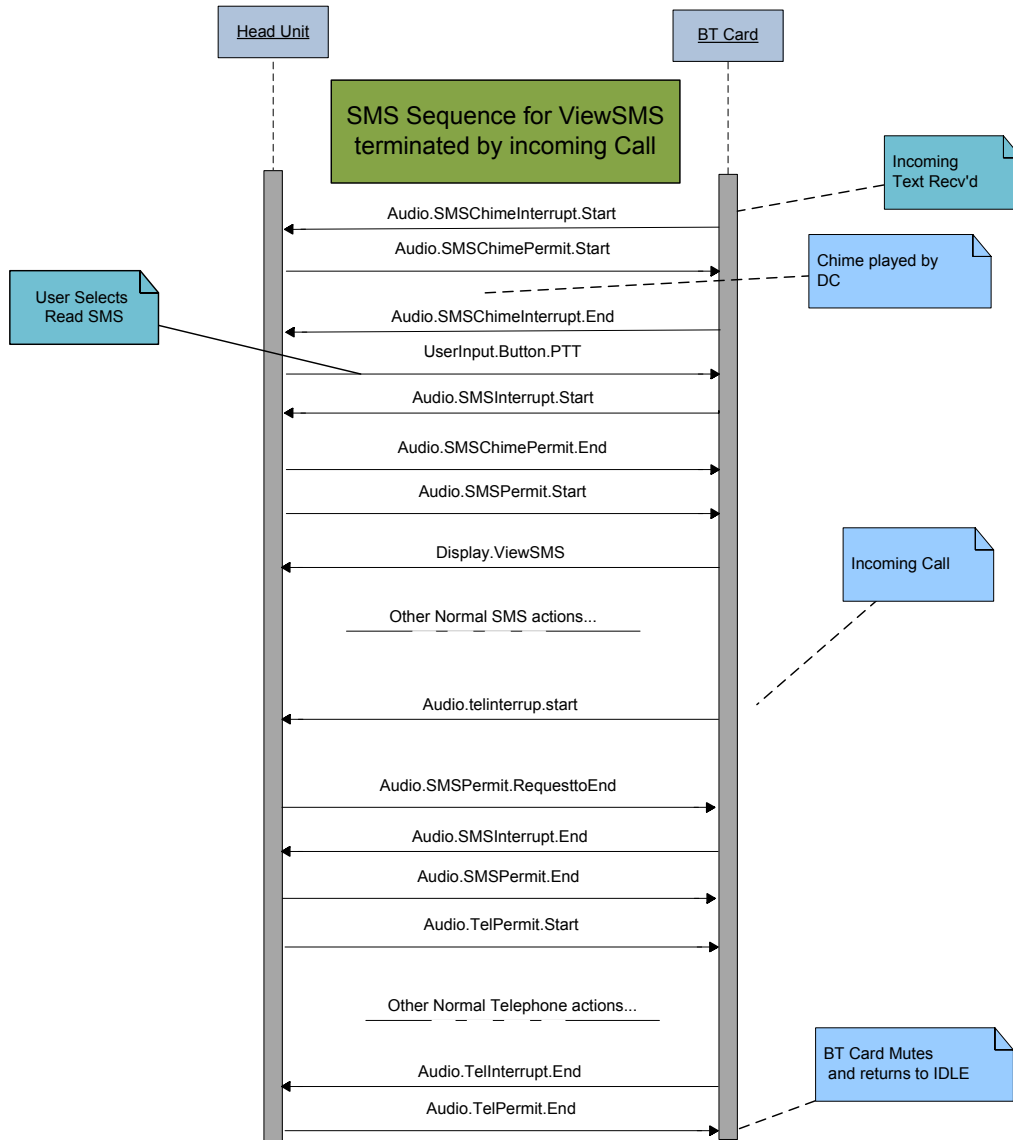 Head Unit
BT Card
SMS Sequence for ViewSMS
terminated by incoming Call
Incoming
Text Recv'd
Audio.SMSChimeInterrupt.Start
Audio.SMSChimePermit.Start
Chime played by
DC
User Selects
Read SMS
Audio.SMSChimeInterrupt.End
UserInput.Button.PTT
Audio.SMSInterrupt.Start
Audio.SMSChimePermit.End
Audio.SMSPermit.Start
Display.ViewSMS
Incoming Call
Other Normal SMS actions...
Audio.telinterrup.start
Audio.SMSPermit.RequesttoEnd
Audio.SMSInterrupt.End
Audio.SMSPermit.End
Audio.TelPermit.Start
Other Normal Telephone actions...
BT Card Mutes
and returns to IDLE
Audio.TelInterrupt.End
Audio.TelPermit.End